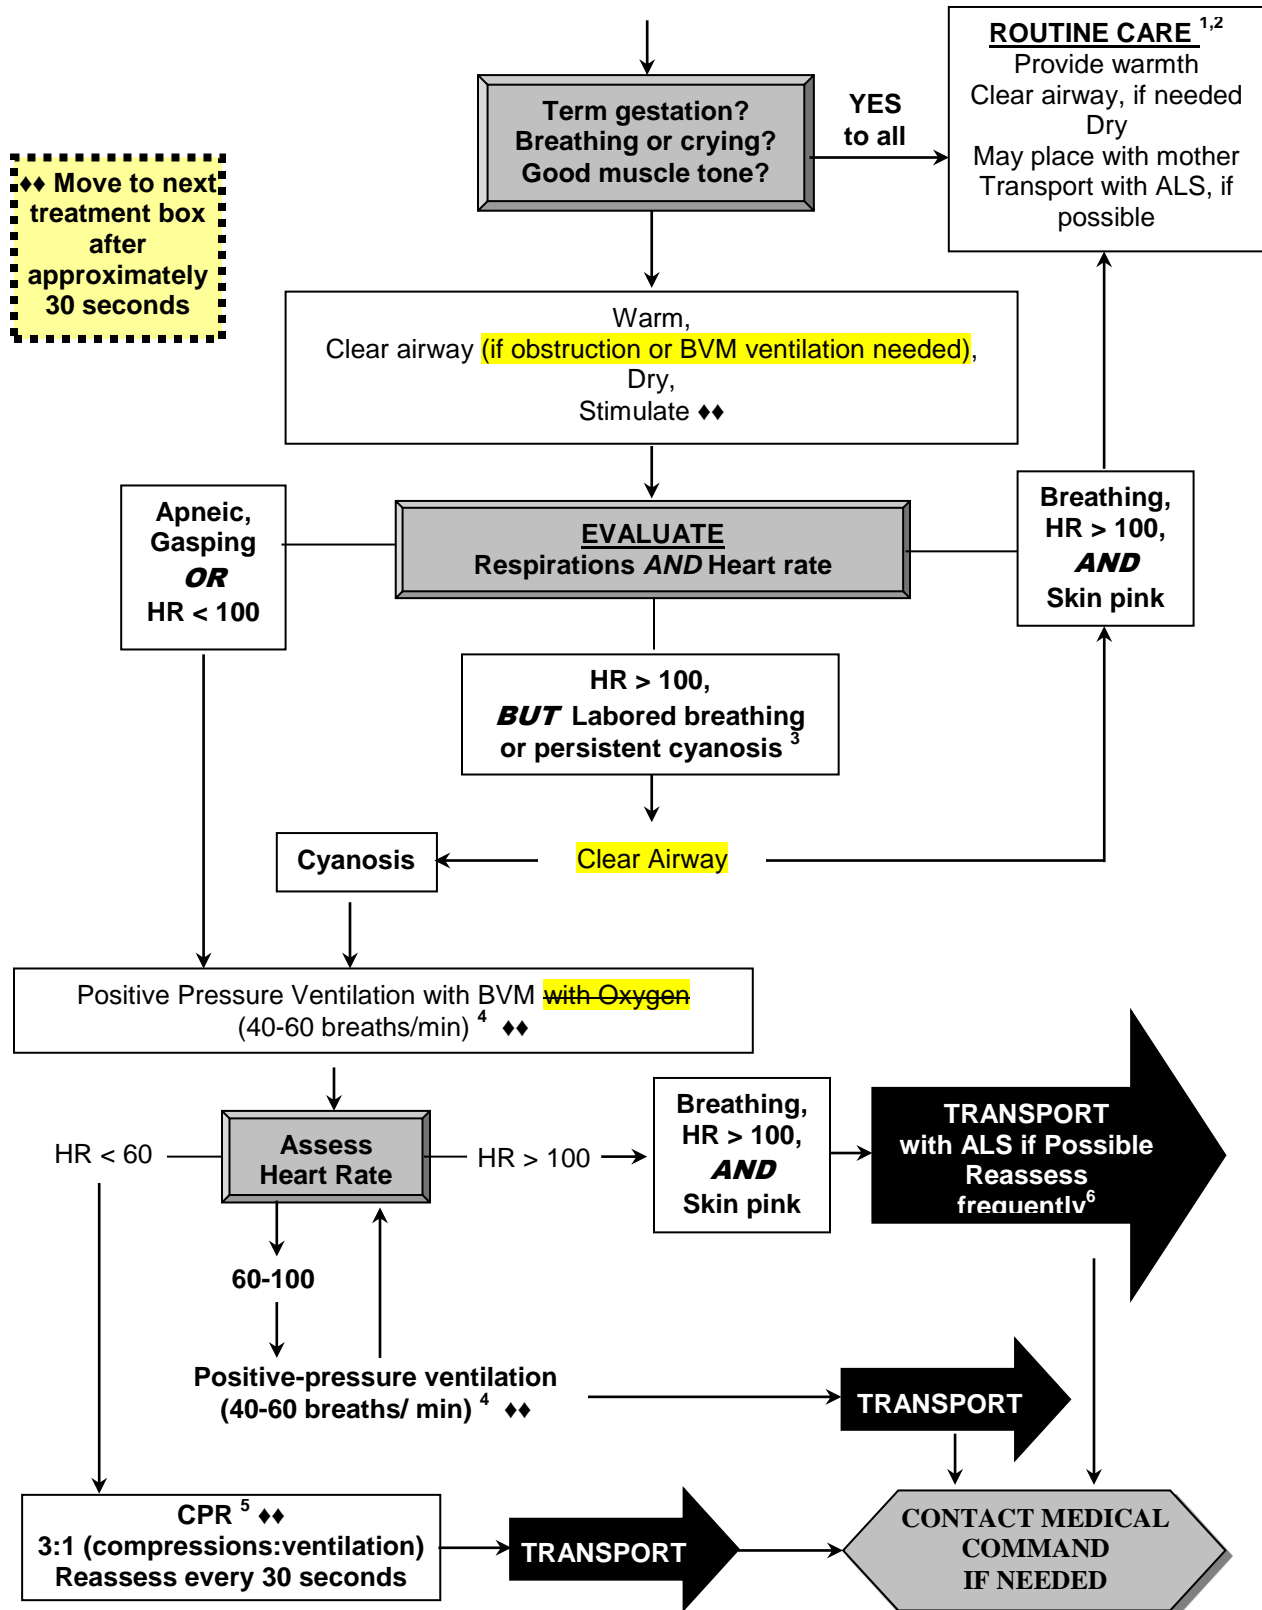 Term gestation?
Breathing or crying?
Good muscle tone?
YES
to all
ROUTINE CARE 1,2
Provide warmth
Clear airway, if needed
Dry
May place with mother
Transport with ALS, if
possible
♦♦ Move to next
treatment box
after
approximately
30 seconds
Warm,
Clear airway (if obstruction or BVM ventilation needed),
Dry,
Stimulate ♦♦
Apneic,
Gasping
OR
HR < 100
EVALUATE
Respirations AND Heart rate
Breathing,
HR > 100,
AND
Skin pink
HR > 100,
BUT Labored breathing
or persistent cyanosis 3
Cyanosis
Clear Airway
Positive Pressure Ventilation with BVM with Oxygen
(40-60 breaths/min) 4 ♦♦
HR < 60
Assess
Heart Rate
HR > 100
Breathing,
HR > 100,
AND
Skin pink
TRANSPORT
with ALS if Possible
Reassess
frequently6
60-100
Positive-pressure ventilation
(40-60 breaths/ min) 4 ♦♦
TRANSPORT
CPR 5 ♦♦
3:1 (compressions:ventilation)
Reassess every 30 seconds
TRANSPORT
CONTACT MEDICAL
COMMAND
IF NEEDED